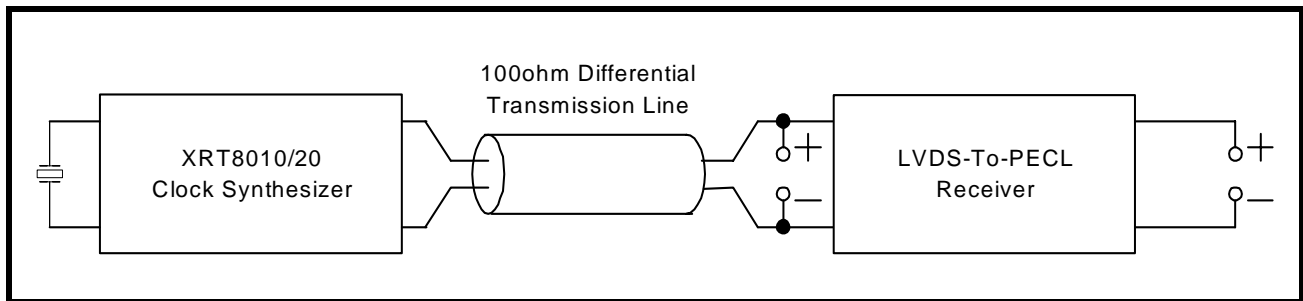 100ohm Differential
Transmission Line
XRT8010/20
Clock Synthesizer
+
−
LVDS-To-PECL
Receiver
+
−